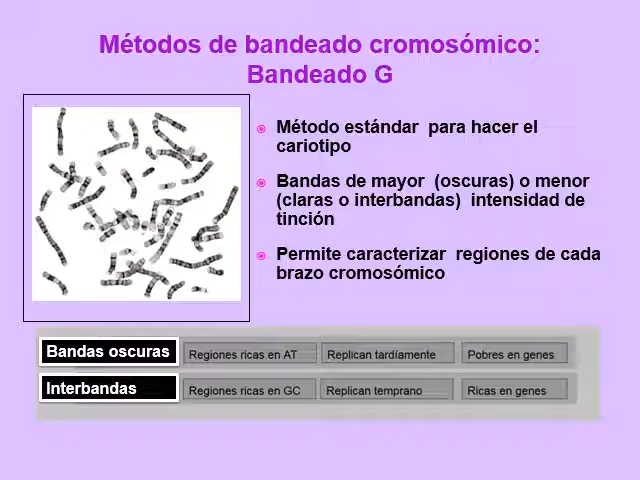 Métodos de bandeado cromosómico:
Bandeado G
Método estándar para hacer el
cariotipo
Bandas de mayor (oscuras) o menor
(claras o interbandas) intensidad de
tinción
Permite caracterizar regiones de cada
brazo cromosómico
Bandas oscuras Regiones ricas en AT Replican tardíamente Pobres en genes
Interbandas Regiones ricas en GC Replican temprano Ricas en genes